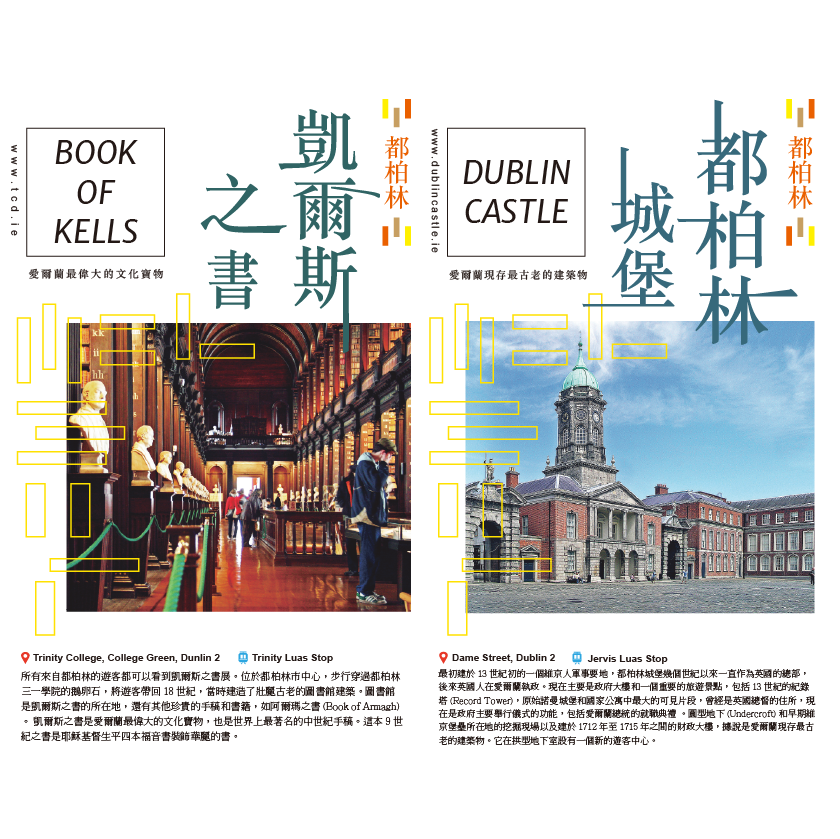 www.tcd.ie
BOOK
OF
KELLS
愛爾蘭最偉大的文化寶物
凱爾斯
之書
都柏林
Trinity College, College Green, Dunlin 2
Trinity Luas Stop
所有來自都柏林的遊客都可以看到凱爾斯之書展。位於都柏林市中心，步行穿過都柏林
三一學院的鵝卵石，將遊客帶回 18 世紀，當時建造了壯麗古老的圖書館建築。圖書館
是凱爾斯之書的所在地，還有其他珍貴的手稿和書籍，如阿爾瑪之書 (Book of Armagh)
。 凱爾斯之書是愛爾蘭最偉大的文化寶物，也是世界上最著名的中世紀手稿。這本 9 世
紀之書是耶穌基督生平四本福音書裝飾華麗的書。
www.dublincastle.ie
DUBLIN
CASTLE
愛爾蘭現存最古老的建築物
都柏林
城堡
都柏林
Dame Street, Dublin 2
Jervis Luas Stop
最初建於 13 世紀初的一個維京人軍事要地，都柏林城堡幾個世紀以來一直作為英國的總部，
後來英國人在愛爾蘭執政。現在主要是政府大樓和一個重要的旅遊景點，包括 13 世紀的紀錄
塔 (Record Tower)，原始諾曼城堡和國家公寓中最大的可見片段，曾經是英國總督的住所，現
在是政府主要舉行儀式的功能，包括愛爾蘭總統的就職典禮 。圓型地下 (Undercroft) 和早期維
京堡壘所在地的挖掘現場以及建於 1712 年至 1715 年之間的財政大樓，據說是愛爾蘭現存最古
老的建築物。它在拱型地下室設有一個新的遊客中心。